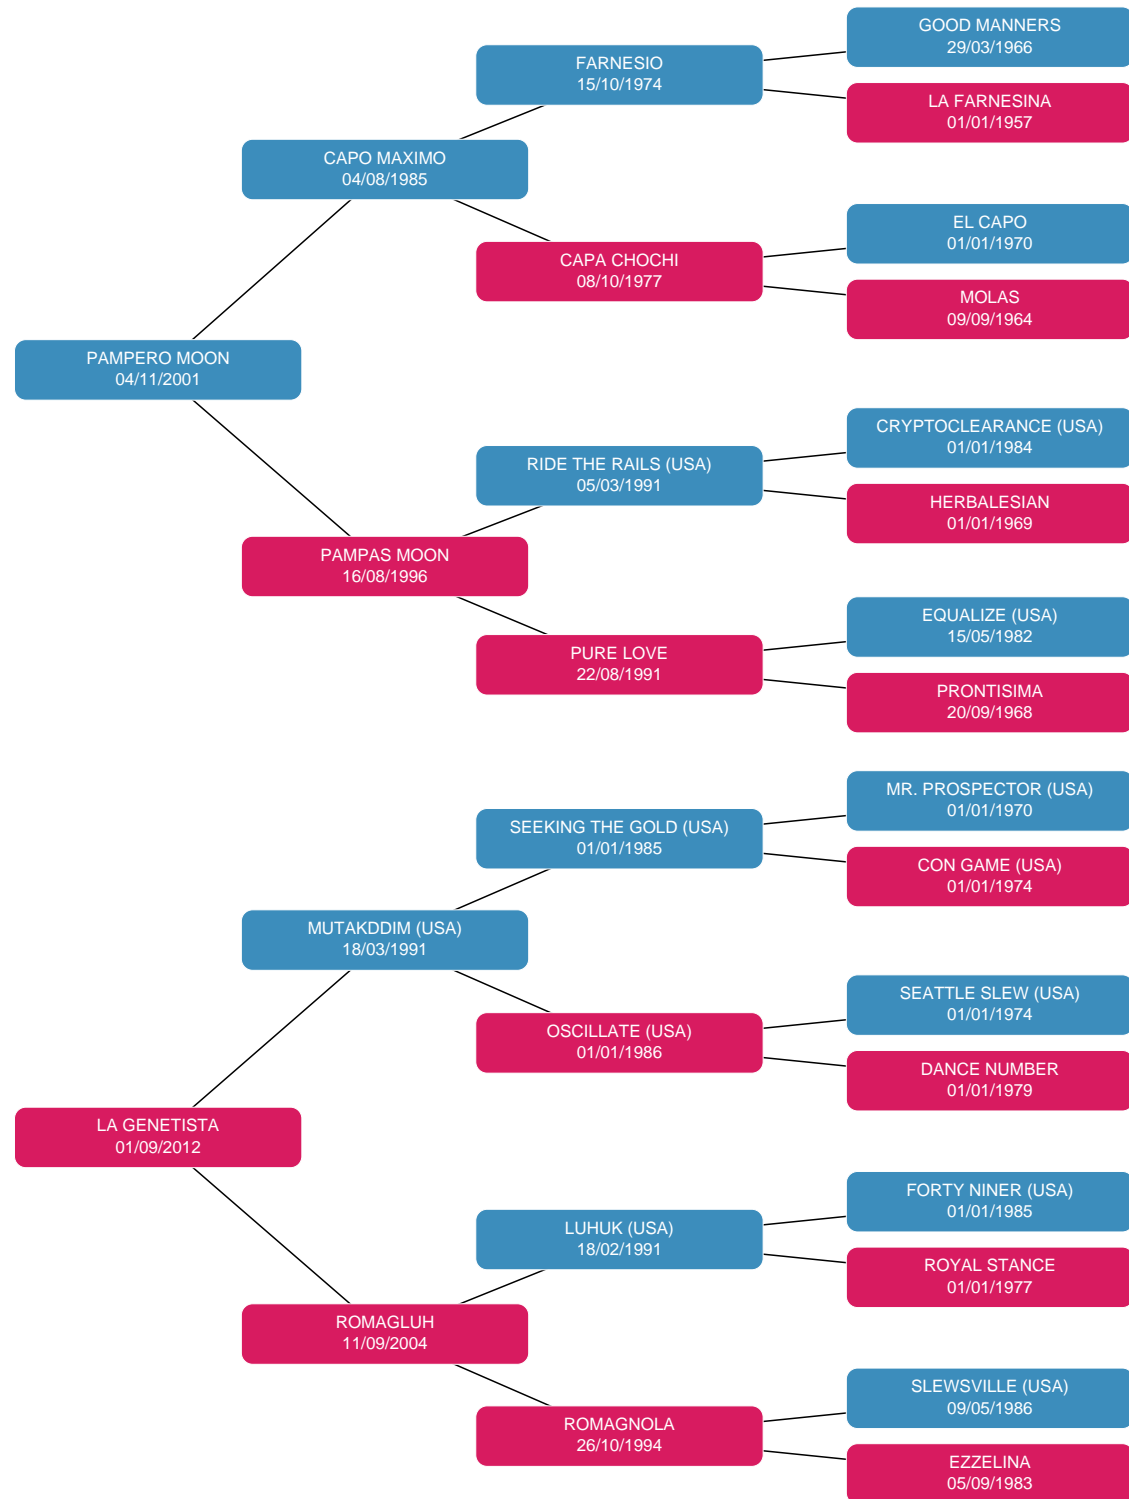 GOOD MANNERS
29/03/1966
FARNESIO
15/10/1974
LA FARNESINA
01/01/1957
CAPO MAXIMO
04/08/1985
EL CAPO
01/01/1970
CAPA CHOCHI
08/10/1977
MOLAS
09/09/1964
PAMPERO MOON
04/11/2001
CRYPTOCLEARANCE (USA)
01/01/1984
RIDE THE RAILS (USA)
05/03/1991
HERBALESIAN
01/01/1969
PAMPAS MOON
16/08/1996
EQUALIZE (USA)
15/05/1982
PURE LOVE
22/08/1991
PRONTISIMA
20/09/1968
MR. PROSPECTOR (USA)
01/01/1970
SEEKING THE GOLD (USA)
01/01/1985
CON GAME (USA)
01/01/1974
MUTAKDDIM (USA)
18/03/1991
SEATTLE SLEW (USA)
01/01/1974
OSCILLATE (USA)
01/01/1986
DANCE NUMBER
01/01/1979
LA GENETISTA
01/09/2012
FORTY NINER (USA)
01/01/1985
LUHUK (USA)
18/02/1991
ROYAL STANCE
01/01/1977
ROMAGLUH
11/09/2004
SLEWSVILLE (USA)
09/05/1986
ROMAGNOLA
26/10/1994
EZZELINA
05/09/1983